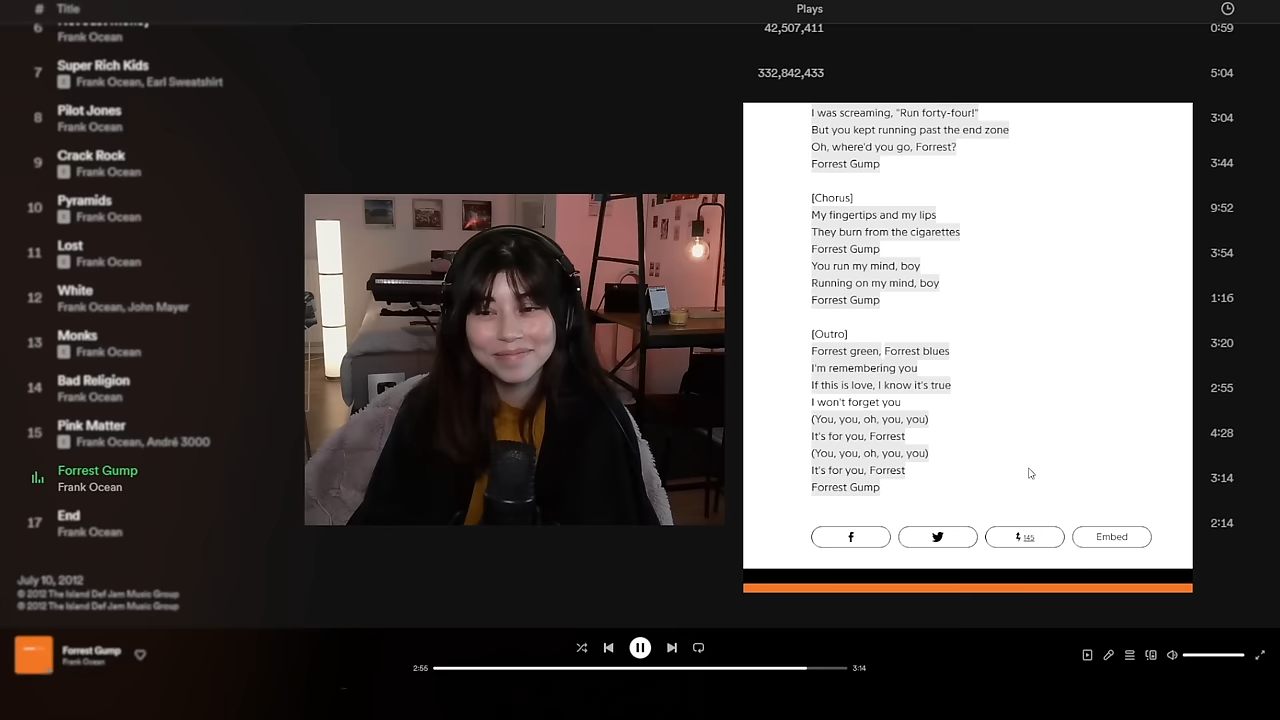 # Title Plays
6 42,507,411 0:59
Frank Ocean
7 Super Rich Kids 332,842,433 5:04
Frank Ocean, Earl Sweatshirt
8 Pilot Jones 3:04
Frank Ocean
9 Crack Rock 3:44
Frank Ocean
10 Pyramids 9:52
Frank Ocean
11 Lost 3:54
Frank Ocean
12 White 1:16
Frank Ocean, John Mayer
13 Monks 3:20
Frank Ocean
14 Bad Religion 2:55
Frank Ocean
15 Pink Matter 4:28
Frank Ocean, André 3000
Forrest Gump 3:14
Frank Ocean
17 End 2:14
Frank Ocean
July 10, 2012
© 2012 The Island Def Jam Music Group
℗ 2012 The Island Def Jam Music Group
I was screaming, "Run forty-four!"
But you kept running past the end zone
Oh, where'd you go, Forrest?
Forrest Gump
[Chorus]
My fingertips and my lips
They burn from the cigarettes
Forrest Gump
You run my mind, boy
Running on my mind, boy
Forrest Gump
[Outro]
Forrest green, Forrest blues
I'm remembering you
If this is love, I know it's true
I won't forget you
(You, you, oh, you, you)
It's for you, Forrest
(You, you, oh, you, you)
It's for you, Forrest
Forrest Gump
145 Embed
Forrest Gump
Frank Ocean
2:55 3:14